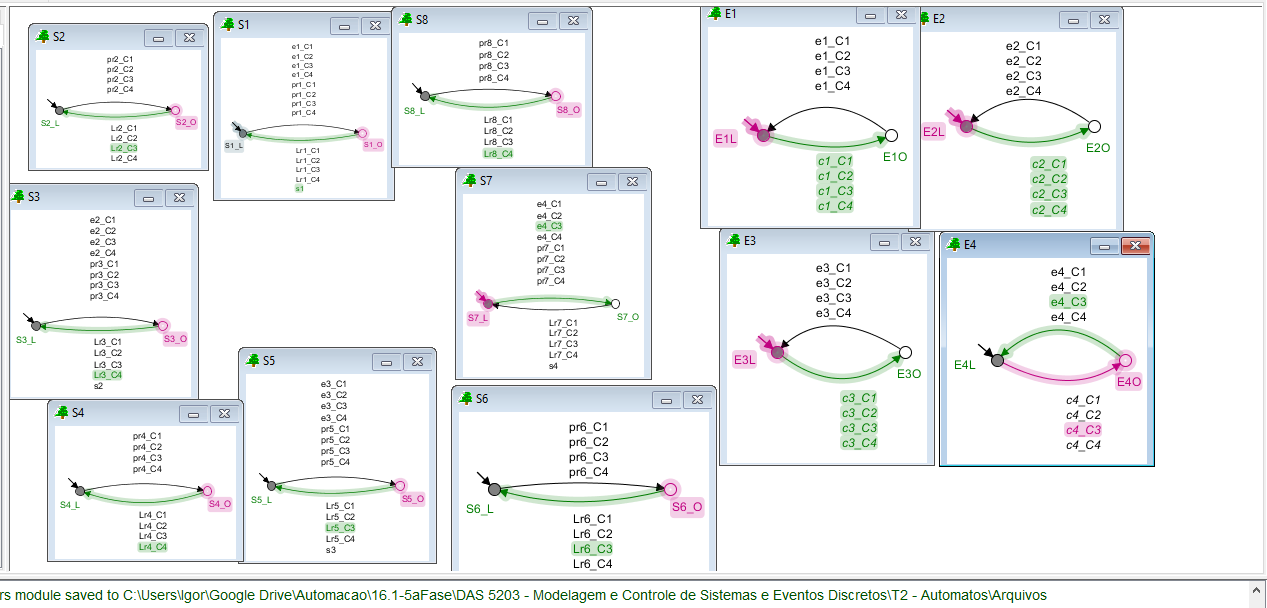 S2
pr2_C1
pr2_C2
pr2_C3
pr2_C4
S2_L
S2_O
Lr2_C1
Lr2_C2
Lr2_C3
Lr2_C4
S1
e1_C1
e1_C2
e1_C3
e1_C4
pr1_C1
pr1_C2
pr1_C3
pr1_C4
S1_L
S1_O
Lr1_C1
Lr1_C2
Lr1_C3
Lr1_C4
s1
S8
pr8_C1
pr8_C2
pr8_C3
pr8_C4
S8_L
S8_O
Lr8_C1
Lr8_C2
Lr8_C3
Lr8_C4
E1
e1_C1
e1_C2
e1_C3
e1_C4
E1L
E1O
c1_C1
c1_C2
c1_C3
c1_C4
E2
e2_C1
e2_C2
e2_C3
e2_C4
E2L
E2O
c2_C1
c2_C2
c2_C3
c2_C4
S3
e2_C1
e2_C2
e2_C3
e2_C4
pr3_C1
pr3_C2
pr3_C3
pr3_C4
S3_L
S3_O
Lr3_C1
Lr3_C2
Lr3_C3
Lr3_C4
s2
S7
e4_C1
e4_C2
e4_C3
e4_C4
pr7_C1
pr7_C2
pr7_C3
pr7_C4
S7_L
S7_O
Lr7_C1
Lr7_C2
Lr7_C3
Lr7_C4
s4
E3
e3_C1
e3_C2
e3_C3
e3_C4
E3L
E3O
c3_C1
c3_C2
c3_C3
c3_C4
E4
e4_C1
e4_C2
e4_C3
e4_C4
E4L
E4O
c4_C1
c4_C2
c4_C3
c4_C4
S4
pr4_C1
pr4_C2
pr4_C3
pr4_C4
S4_L
S4_O
Lr4_C1
Lr4_C2
Lr4_C3
Lr4_C4
S5
e3_C1
e3_C2
e3_C3
e3_C4
pr5_C1
pr5_C2
pr5_C3
pr5_C4
S5_L
S5_O
Lr5_C1
Lr5_C2
Lr5_C3
Lr5_C4
s3
S6
pr6_C1
pr6_C2
pr6_C3
pr6_C4
S6_L
S6_O
Lr6_C1
Lr6_C2
Lr6_C3
Lr6_C4
rs module saved to C:\Users\Igor\Google Drive\Automacao\16.1-5aFase\DAS 5203 - Modelagem e Controle de Sistemas e Eventos Discretos\T2 - Automatos\Arquivos